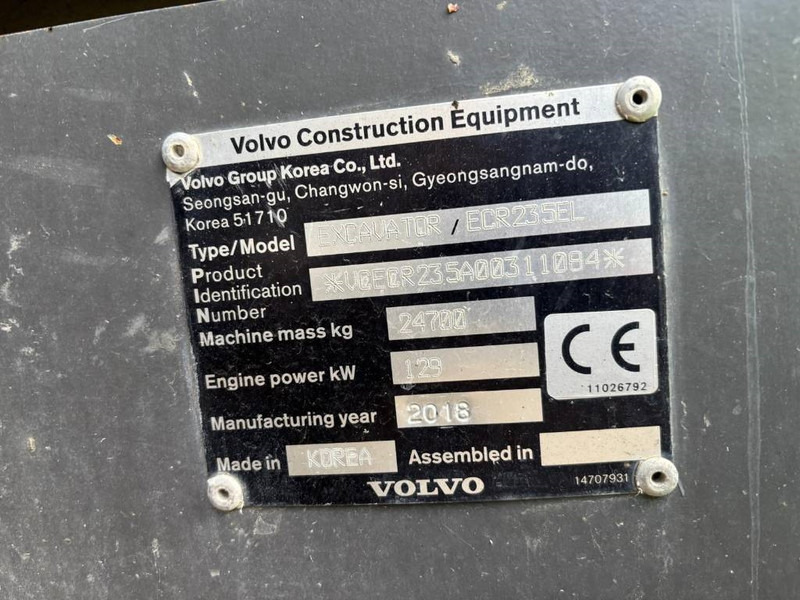 Volvo Construction Equipment
Volvo Group Korea Co., Ltd.
Seongsan-gu, Changwon-si, Gyeongsangnam-do,
Korea 51710
Type/Model EXCAVATOR / ECR235EL
Product
Identification
Number
Machine mass kg 24700
Engine power kW 129
Manufacturing year 2018
CE
11026792
Made in KOREA Assembled in
VOLVO
14707931